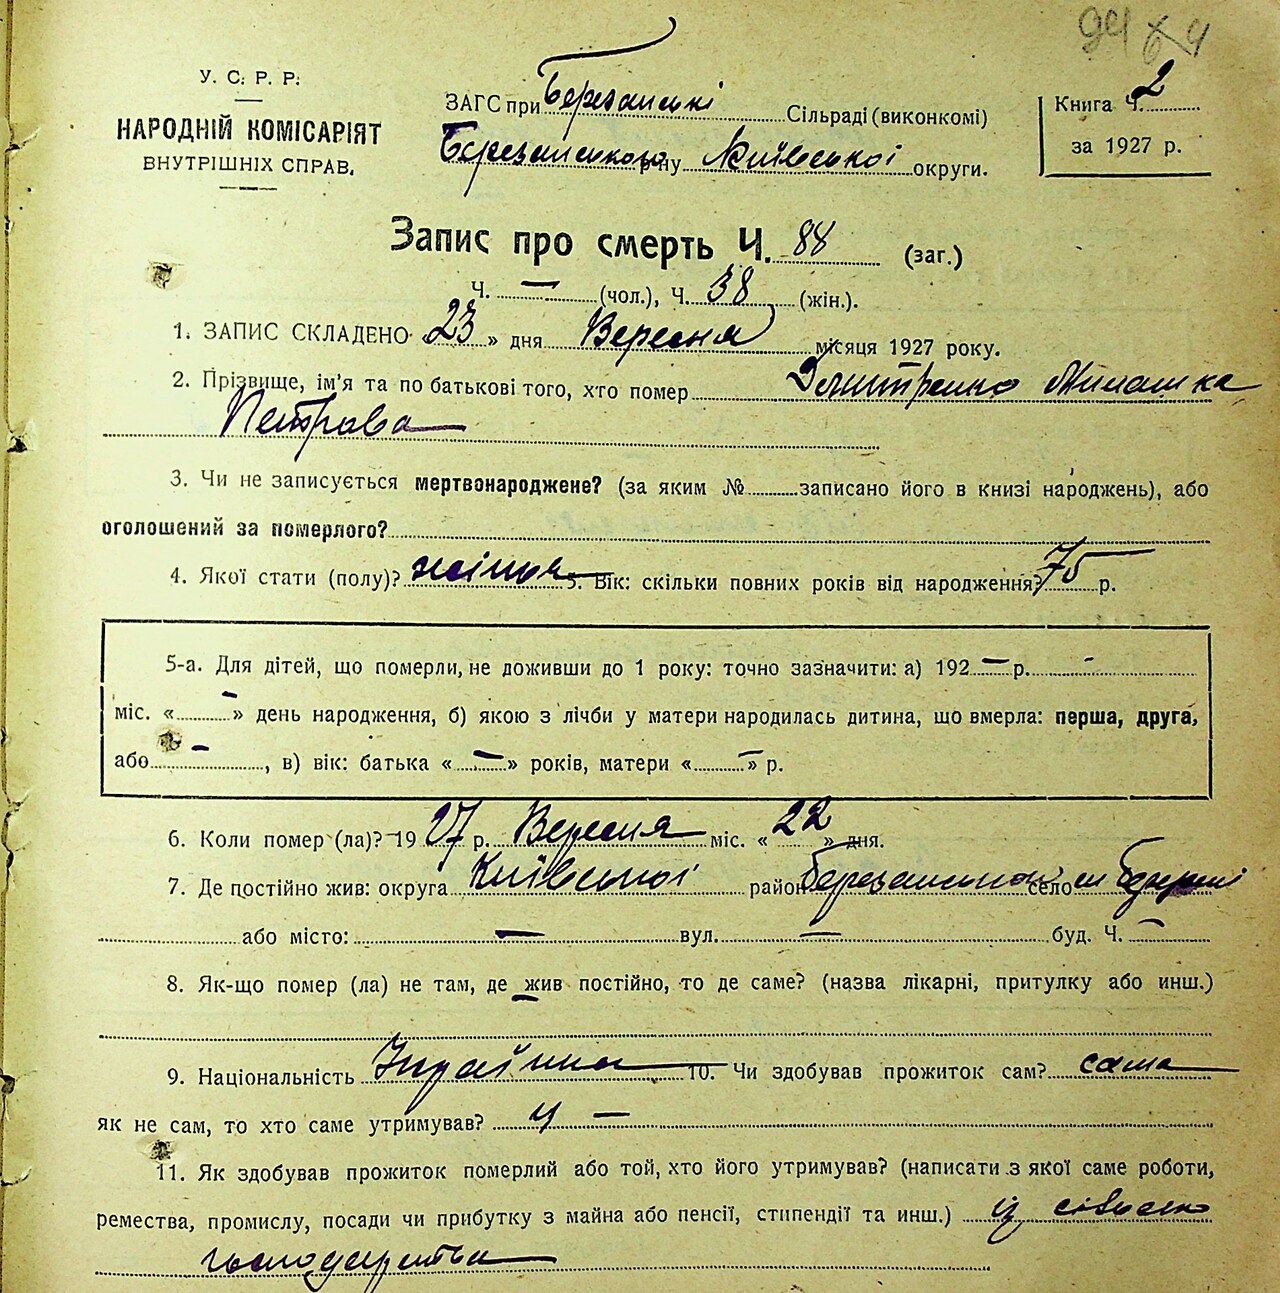 У. С. Р. Р.
НАРОДНІЙ КОМІСАРІЯТ
ВНУТРІШНІХ СПРАВ.
ЗАГС при Березанські Сільраді (виконкомі)
Березанського р-ну Київської округи.
Книга Ч. 2
за 1927 р.
Запис про смерть Ч. 88 (заг.)
Ч. — (чол.), Ч. 38 (жін.).
1. ЗАПИС СКЛАДЕНО «23» дня Вересня місяця 1927 року.
2. Прізвище, ім'я та по батькові того, хто помер Дмитренко Милашка
Петрова
3. Чи не записується мертвонароджене? (за яким № записано його в книзі народжень), або
оголошений за померлого?
4. Якої стати (полу)? жіноча 5. Вік: скільки повних років від народження? 75 р.
5-а. Для дітей, що померли, не доживши до 1 року: точно зазначити: а) 192 — р. -
міс. « — » день народження, б) якою з лічби у матери народилась дитина, що вмерла: перша, друга,
або —, в) вік: батька « — » років, матери « — » р.
6. Коли помер (ла)? 1927 р. Вересня міс. «22» дня.
7. Де постійно жив: округа Київської район Березанського село
або місто: — вул. — буд. Ч. —
8. Як-що помер (ла) не там, де жив постійно, то де саме? (назва лікарні, притулку або инш.)
—
9. Національність 10. Чи здобував прожиток сам? сама
як не сам, то хто саме утримував? —
11. Як здобував прожиток померлий або той, хто його утримував? (написати з якої саме роботи,
ремества, промислу, посади чи прибутку з майна або пенсії, стипендії та инш.) із сільского
господарства